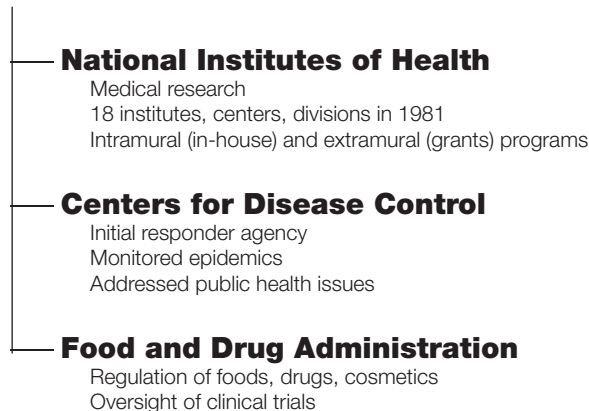 National Institutes of Health
Medical research
18 institutes, centers, divisions in 1981
Intramural (in-house) and extramural (grants) programs
Centers for Disease Control
Initial responder agency
Monitored epidemics
Addressed public health issues
Food and Drug Administration
Regulation of foods, drugs, cosmetics
Oversight of clinical trials